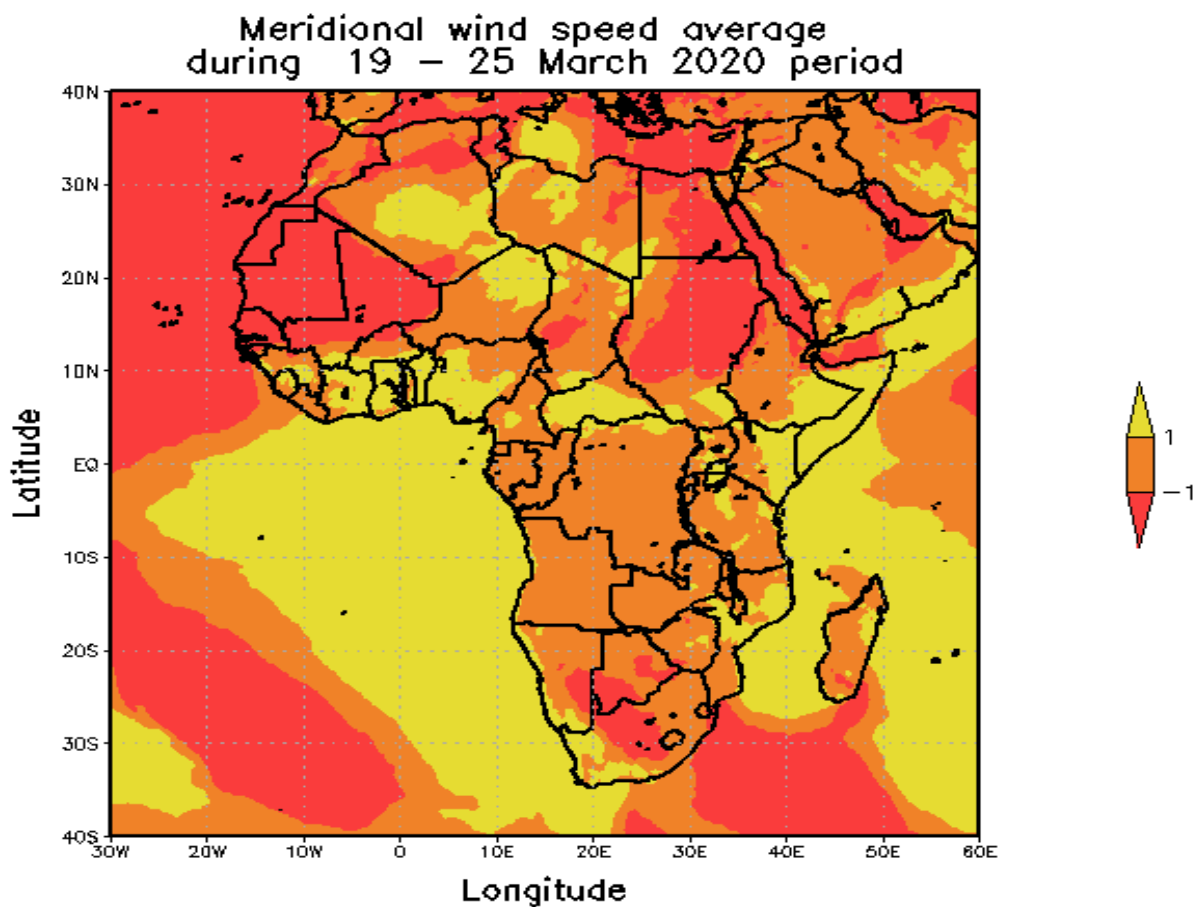 Meridional wind speed average
during 19 – 25 March 2020 period
40N
30N
20N
10N
EQ
10S
20S
30S
40S
Latitude
30W 20W 10W 0 10E 20E 30E 40E 50E 60E
Longitude
1
−1